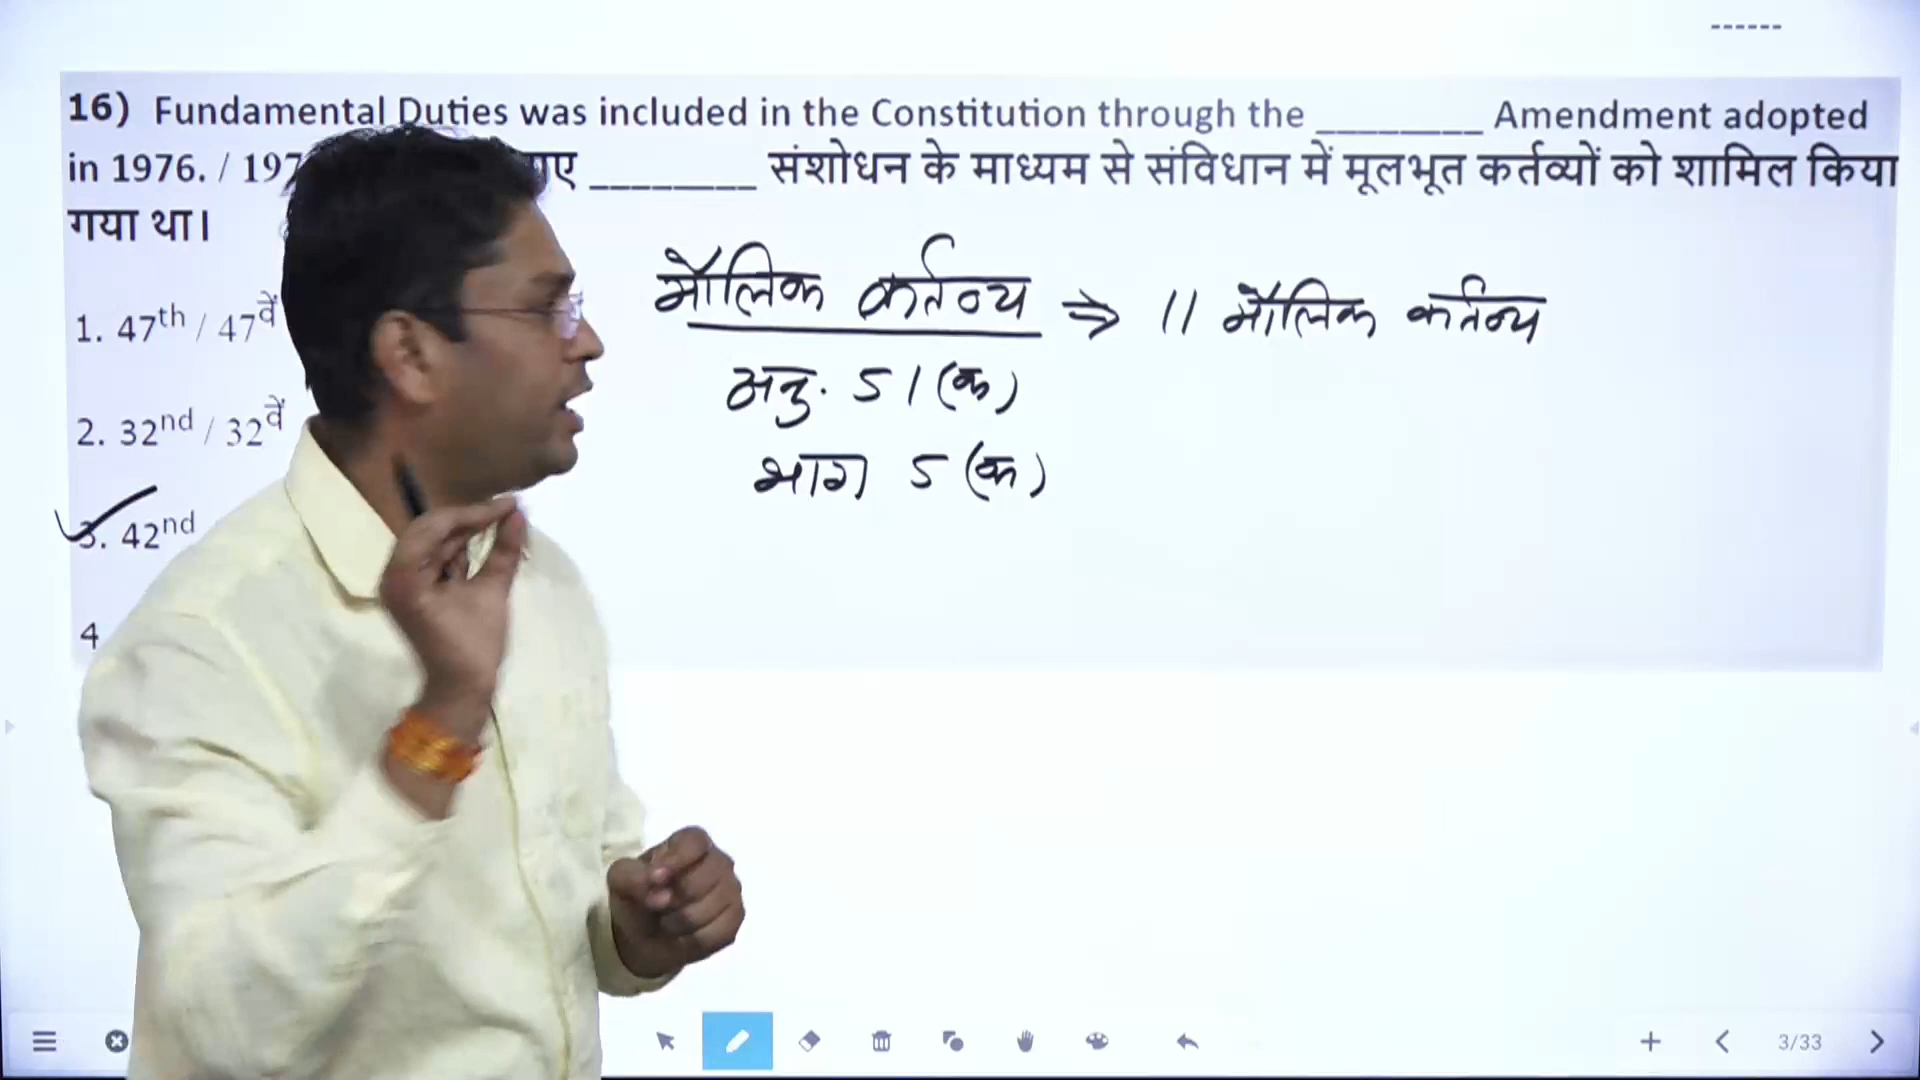 ------
16) Fundamental Duties was included in the Constitution through the ________ Amendment adopted
in 1976. / 197 ________ संशोधन के माध्यम से संविधान में मूलभूत कर्तव्यों को शामिल किया
गया था।
मौलिक कर्तव्य ⇒ 11 मौलिक कर्तव्य
1. 47th / 47वें
अनु. 51(क)
2. 32nd / 32वें
भाग 5(क)
3. 42nd
4
3/33